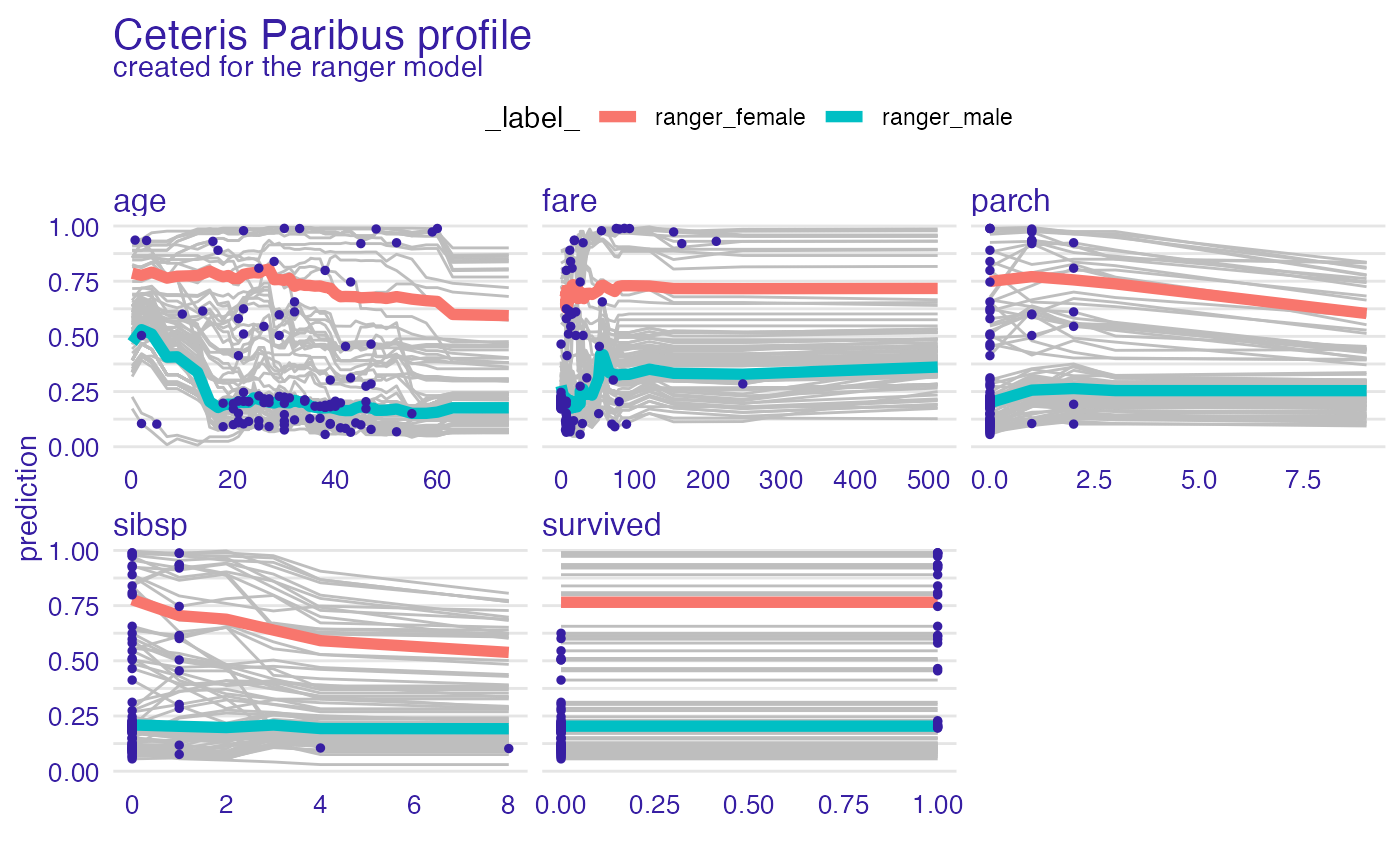 Ceteris Paribus profile
created for the ranger model
_label_ ranger_female ranger_male
age fare parch
1.00
0.75
0.50
0.25
0.00
0 20 40 60 0 100 200 300 400 500 0.0 2.5 5.0 7.5
prediction
sibsp survived
1.00
0.75
0.50
0.25
0.00
0 2 4 6 8 0.00 0.25 0.50 0.75 1.00